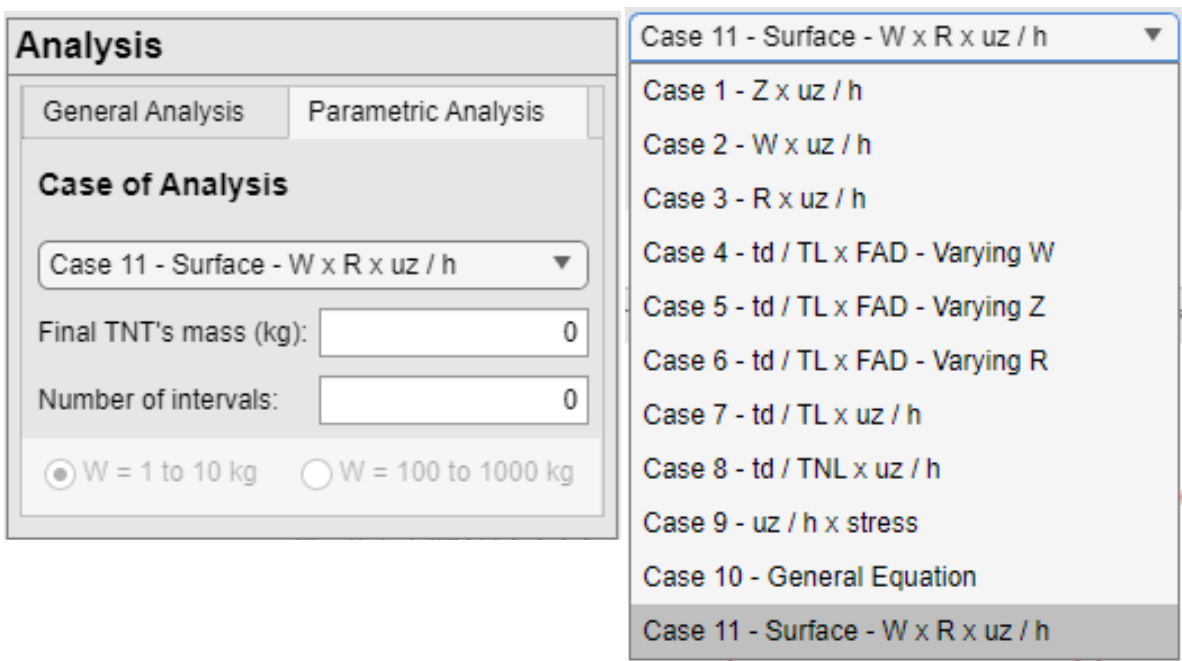 Analysis
General Analysis Parametric Analysis
Case of Analysis
Case 11 - Surface - W x R x uz / h
Final TNT's mass (kg): 0
Number of intervals: 0
W = 1 to 10 kg W = 100 to 1000 kg
Case 11 - Surface - W x R x uz / h
Case 1 - Z x uz / h
Case 2 - W x uz / h
Case 3 - R x uz / h
Case 4 - td / TL x FAD - Varying W
Case 5 - td / TL x FAD - Varying Z
Case 6 - td / TL x FAD - Varying R
Case 7 - td / TL x uz / h
Case 8 - td / TNL x uz / h
Case 9 - uz / h x stress
Case 10 - General Equation
Case 11 - Surface - W x R x uz / h